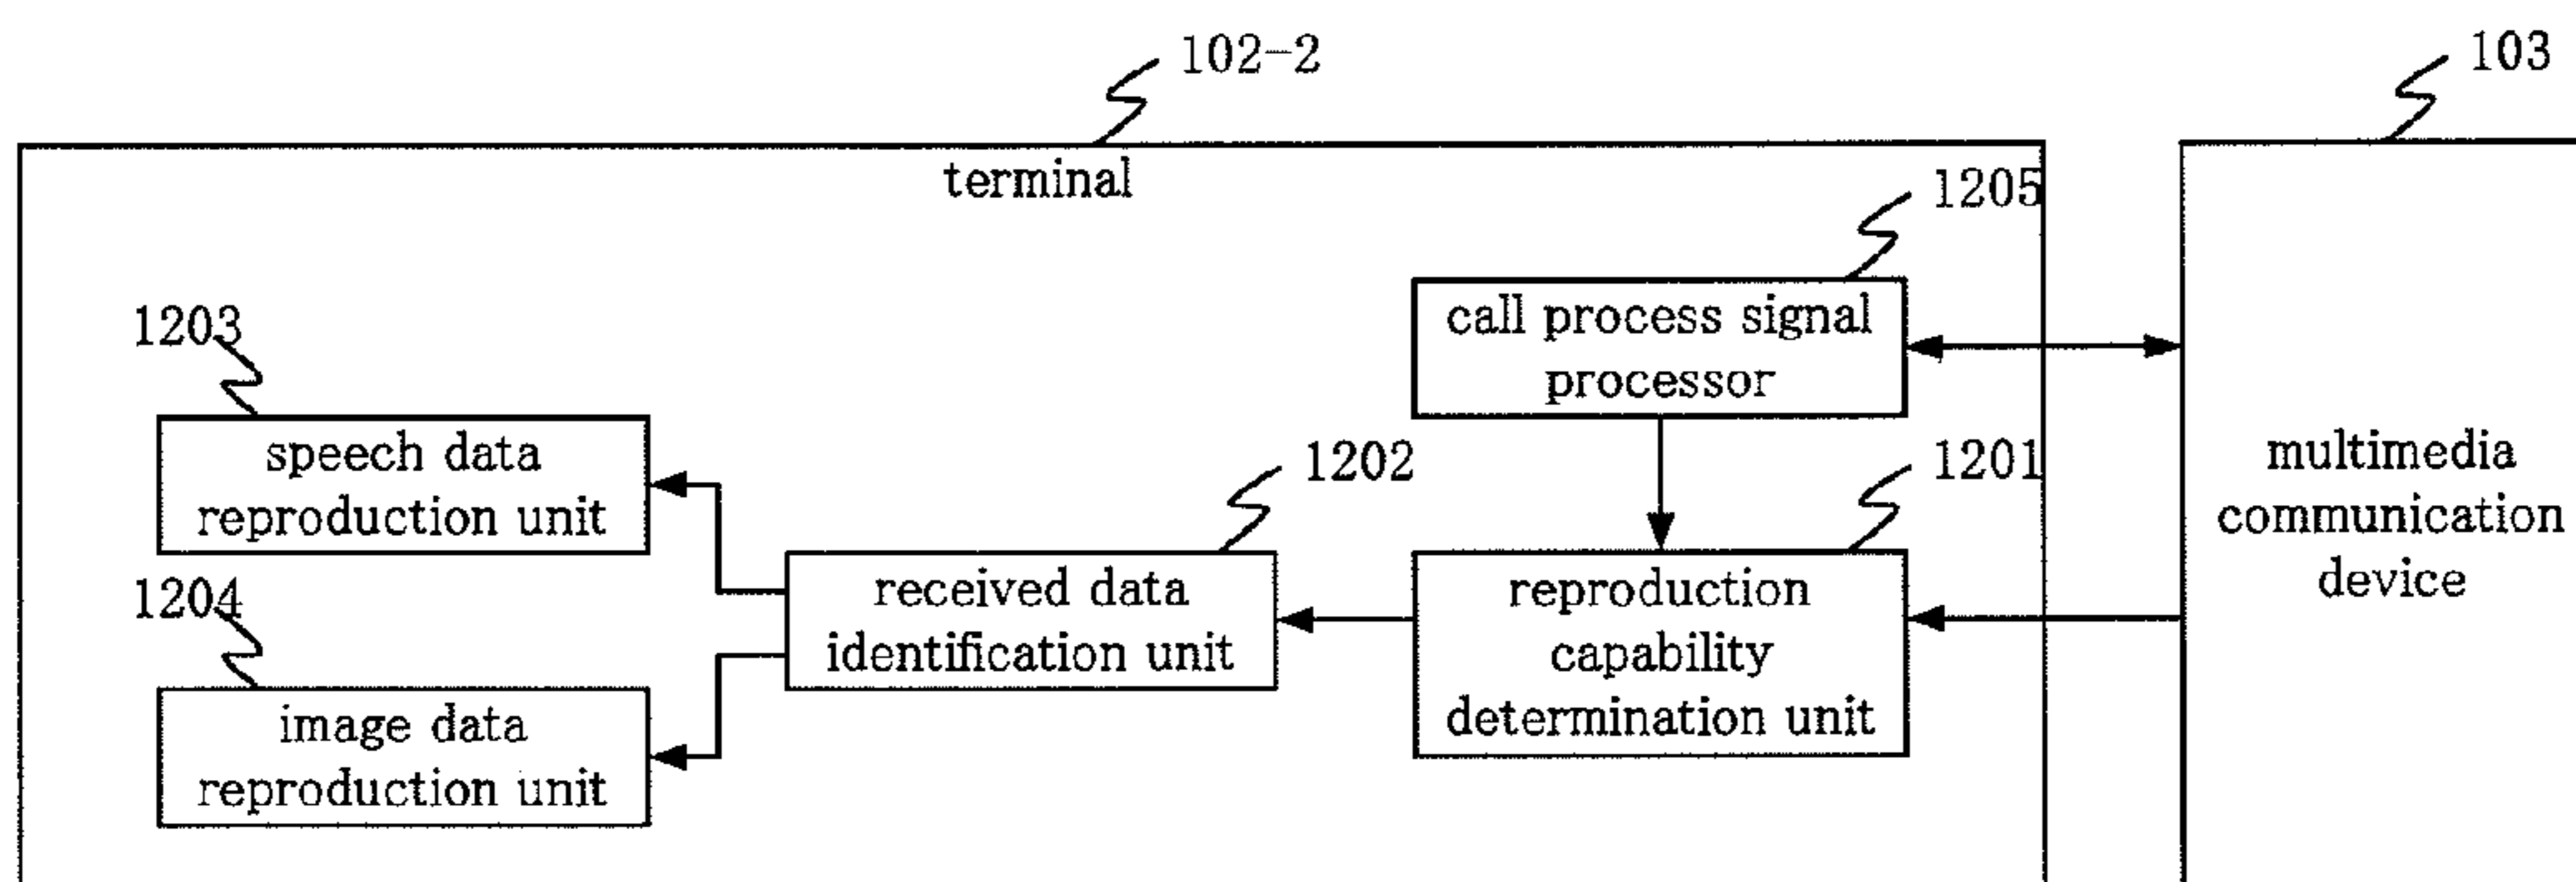 102-2
103
terminal
1205
call process signal
processor
1203
speech data
reproduction unit
1202
1201
multimedia
communication
device
received data
identification unit
reproduction
capability
determination unit
1204
image data
reproduction unit